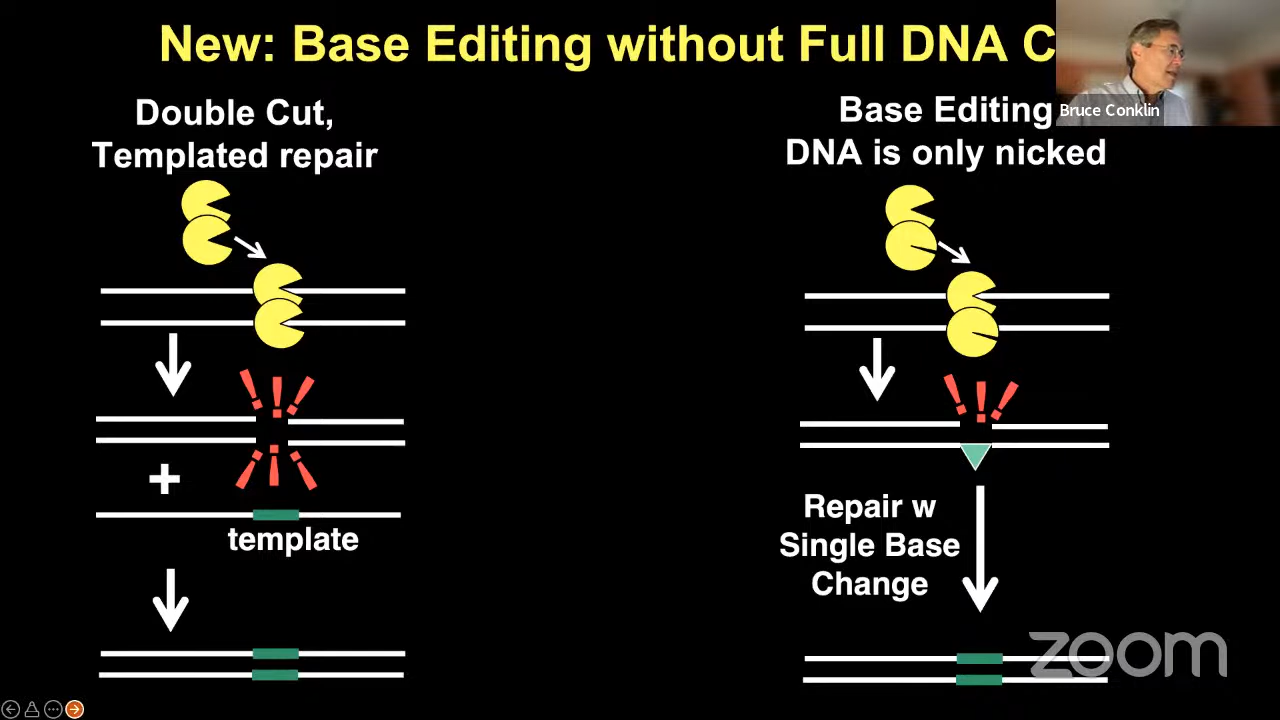 New: Base Editing without Full DNA C
Bruce Conklin
Double Cut,
Templated repair
Base Editing
DNA is only nicked
!!!
!!!
!!!
+
template
Repair w
Single Base
Change
zoom